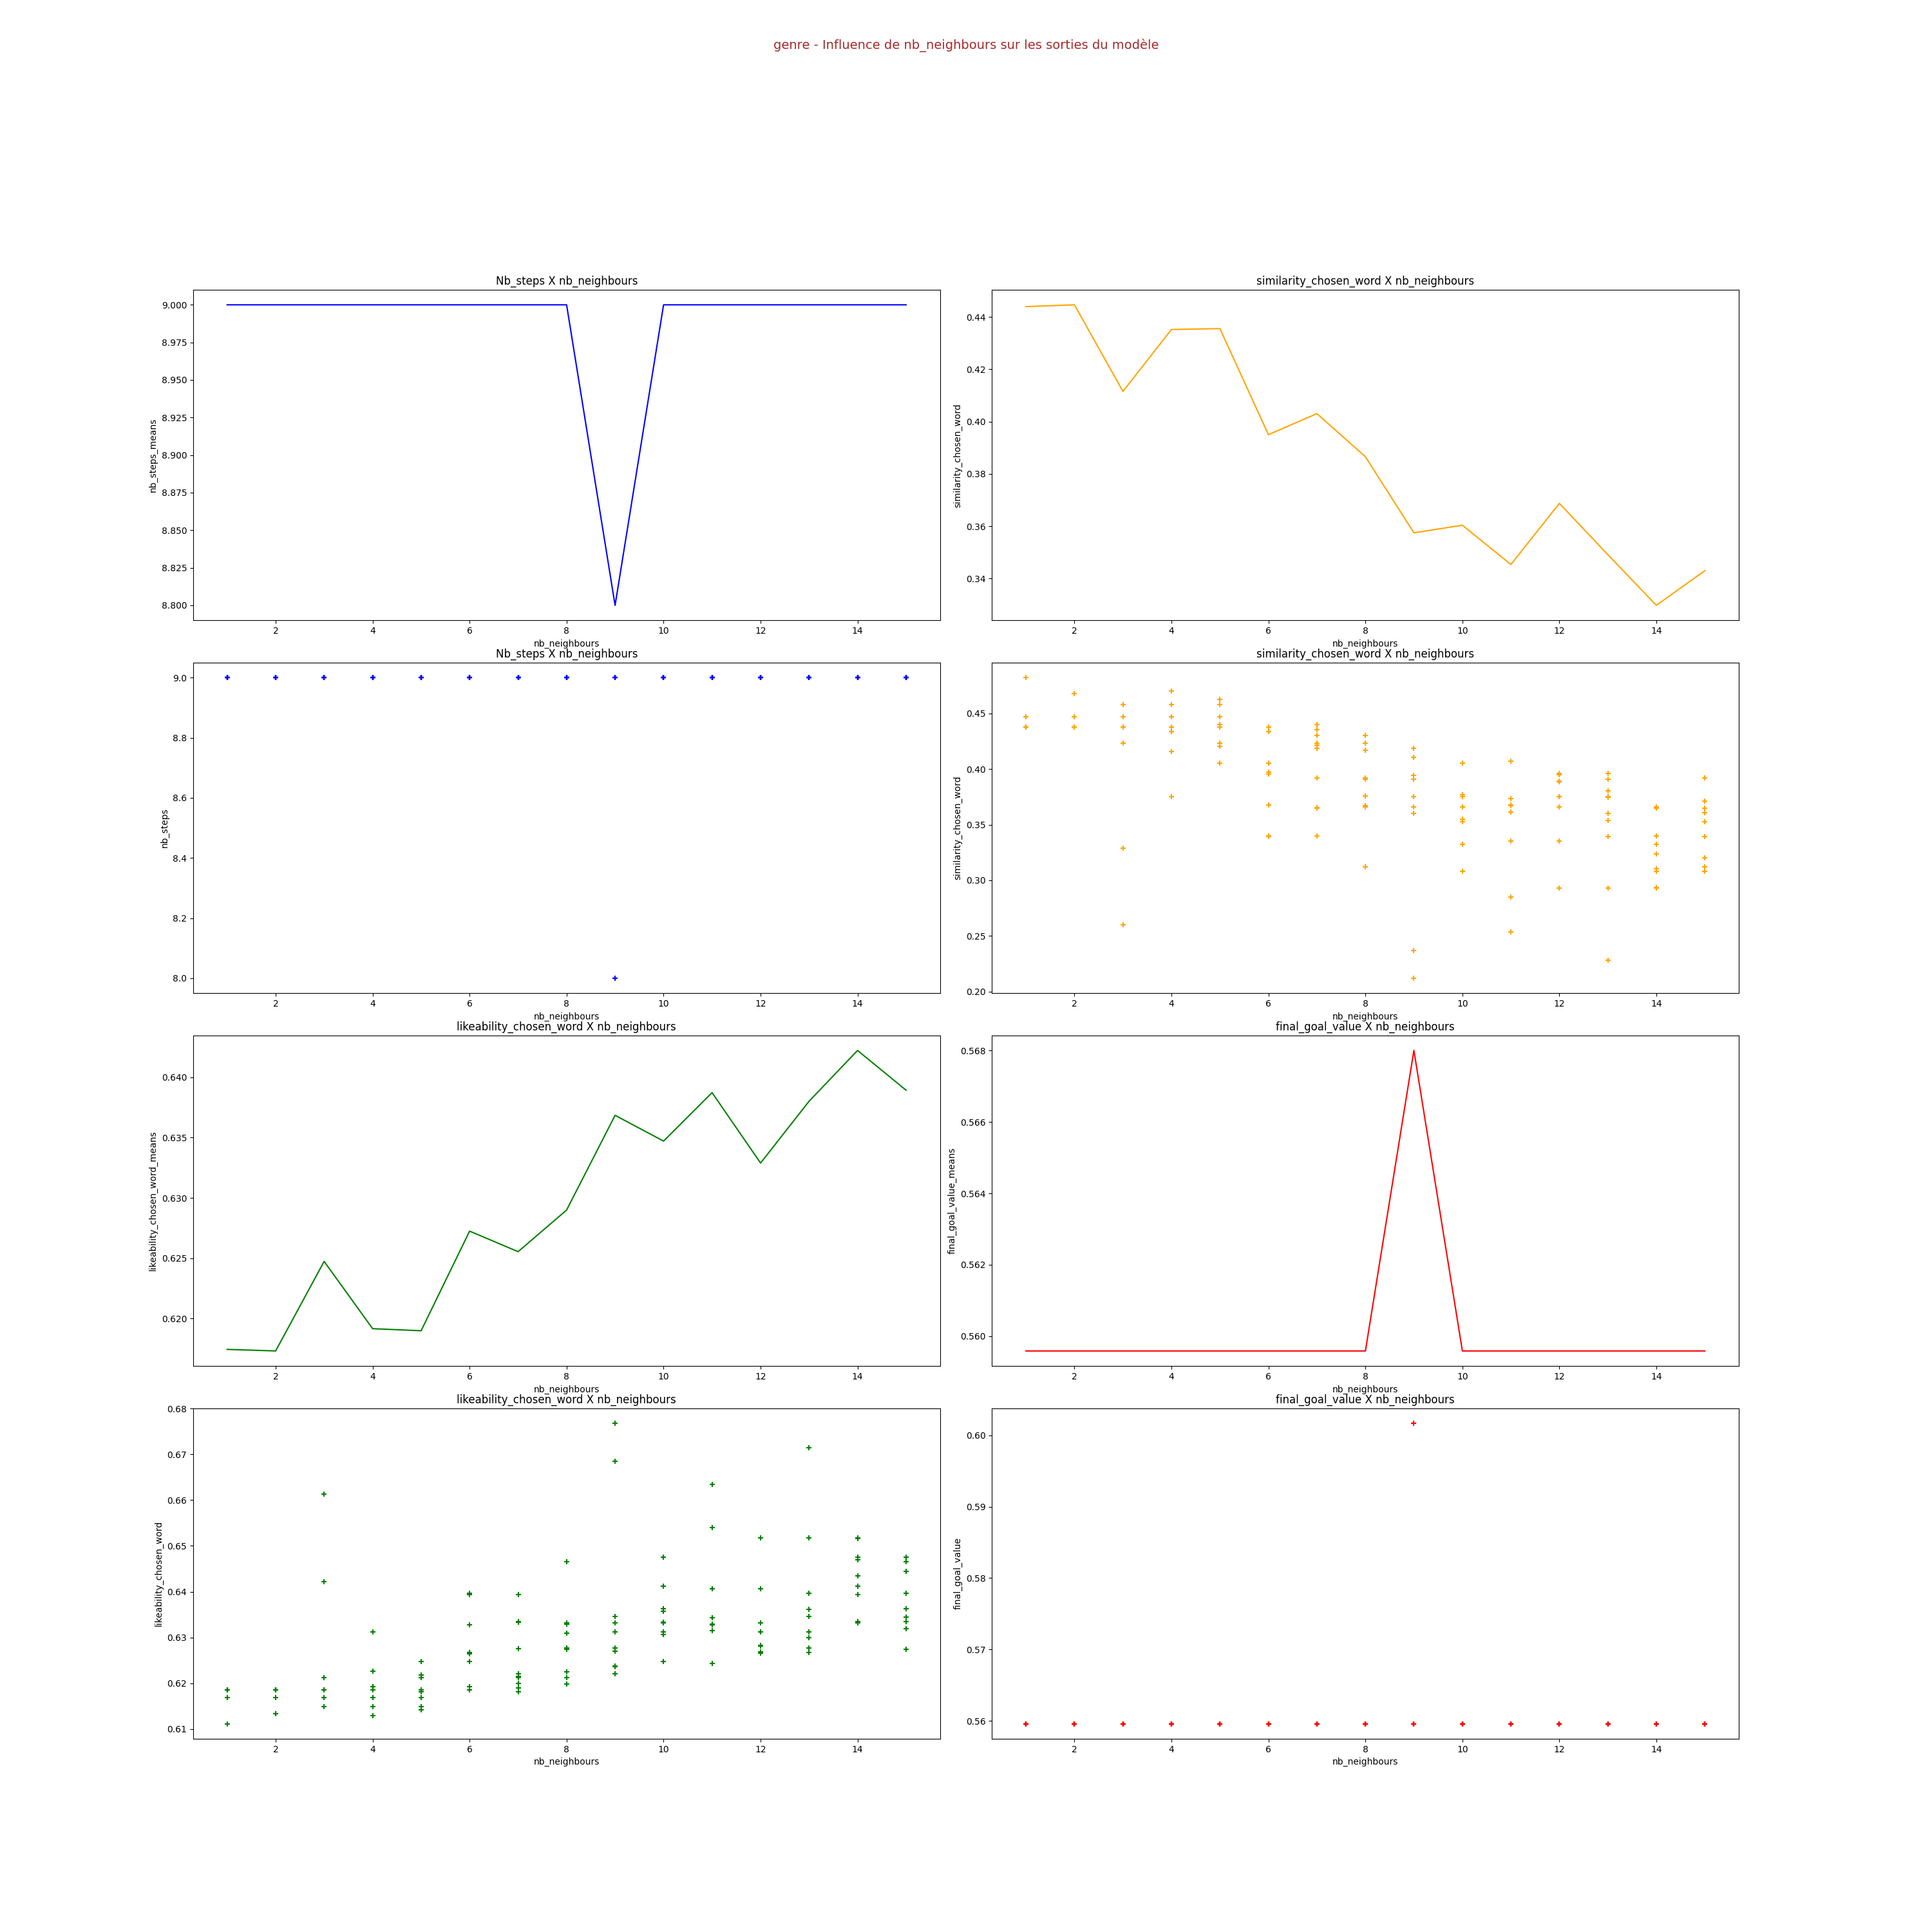 genre - Influence de nb_neighbours sur les sorties du modèle
Nb_steps X nb_neighbours
nb_steps_means
9.000
8.975
8.950
8.925
8.900
8.875
8.850
8.825
8.800
2 4 6 8 10 12 14
nb_neighbours
similarity_chosen_word X nb_neighbours
similarity_chosen_word
0.44
0.42
0.40
0.38
0.36
0.34
2 4 6 8 10 12 14
nb_neighbours
Nb_steps X nb_neighbours
nb_steps
9.0
8.8
8.6
8.4
8.2
8.0
2 4 6 8 10 12 14
nb_neighbours
similarity_chosen_word X nb_neighbours
similarity_chosen_word
0.45
0.40
0.35
0.30
0.25
0.20
2 4 6 8 10 12 14
nb_neighbours
likeability_chosen_word X nb_neighbours
likeability_chosen_word_means
0.640
0.635
0.630
0.625
0.620
2 4 6 8 10 12 14
nb_neighbours
final_goal_value X nb_neighbours
final_goal_value_means
0.568
0.566
0.564
0.562
0.560
2 4 6 8 10 12 14
nb_neighbours
likeability_chosen_word X nb_neighbours
likeability_chosen_word
0.68
0.67
0.66
0.65
0.64
0.63
0.62
0.61
2 4 6 8 10 12 14
nb_neighbours
final_goal_value X nb_neighbours
final_goal_value
0.60
0.59
0.58
0.57
0.56
2 4 6 8 10 12 14
nb_neighbours